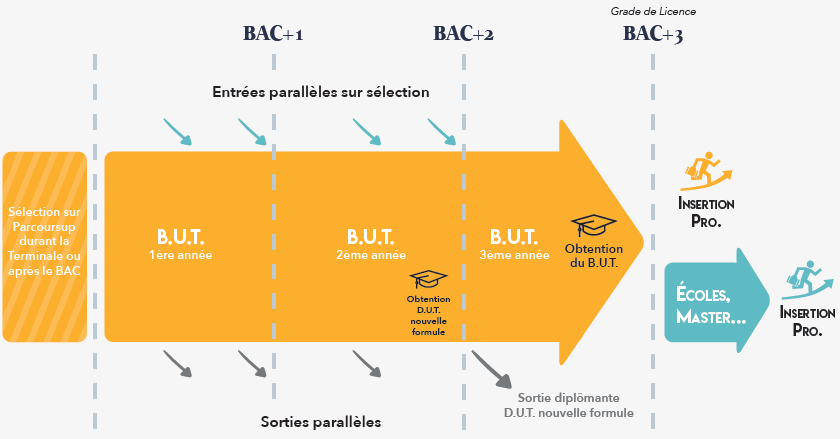 Grade de Licence
BAC+1
BAC+2
BAC+3
Entrées parallèles sur sélection
Sélection sur
Parcoursup
durant la
Terminale ou
après le BAC
B.U.T.
1ère année
B.U.T.
2ème année
Obtention
D.U.T.
nouvelle
formule
B.U.T.
3ème année
Obtention
du B.U.T.
Insertion
Pro.
Écoles,
Master...
Insertion
Pro.
Sorties parallèles
Sortie diplômante
D.U.T. nouvelle formule